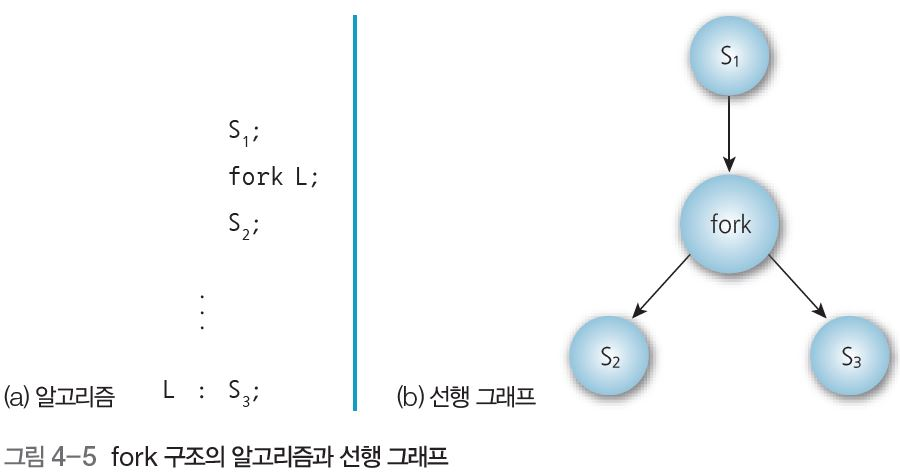 S₁;
fork L;
S₂;
⋮
L : S₃;
(a) 알고리즘
S₁
fork
S₂
S₃
(b) 선행 그래프
그림 4-5 fork 구조의 알고리즘과 선행 그래프